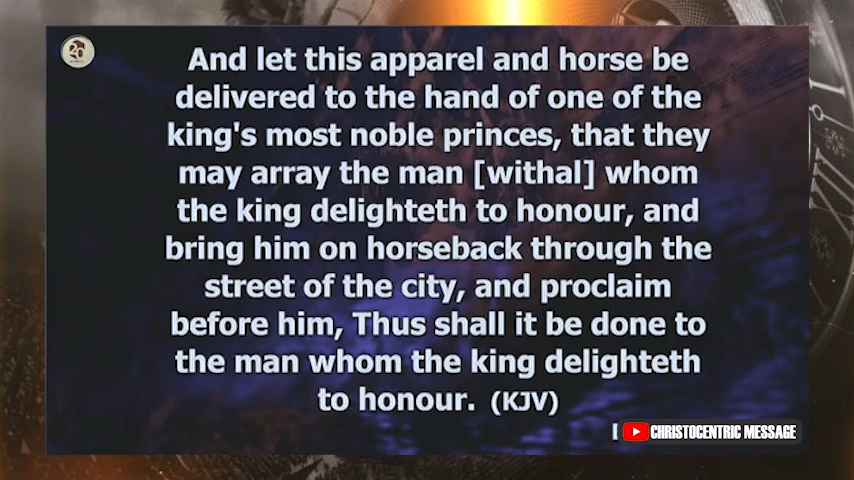 And let this apparel and horse be
delivered to the hand of one of the
king's most noble princes, that they
may array the man [withal] whom
the king delighteth to honour, and
bring him on horseback through the
street of the city, and proclaim
before him, Thus shall it be done to
the man whom the king delighteth
to honour. (KJV)
[ CHRISTOCENTRIC MESSAGE